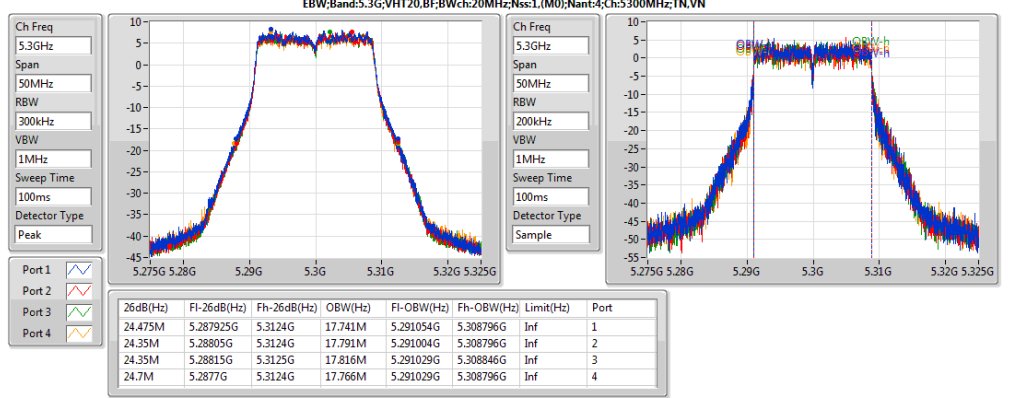 EBW;Band:5.3G;VHT20,BF;BWch:20MHz;Nss:1,(M0);Nant:4;Ch:5300MHz;TN,VN
Ch Freq
5.3GHz
Span
50MHz
RBW
300kHz
VBW
1MHz
Sweep Time
100ms
Detector Type
Peak
10
5
0
-5
-10
-15
-20
-25
-30
-35
-40
-45
5.275G 5.28G 5.29G 5.3G 5.31G 5.32G 5.325G
Ch Freq
5.3GHz
Span
50MHz
RBW
200kHz
VBW
1MHz
Sweep Time
100ms
Detector Type
Sample
10
5
0
-5
-10
-15
-20
-25
-30
-35
-40
-45
-50
-55
5.275G 5.28G 5.29G 5.3G 5.31G 5.32G 5.325G
OBW-h
Port 1
Port 2
Port 3
Port 4
26dB(Hz) Fl-26dB(Hz) Fh-26dB(Hz) OBW(Hz) Fl-OBW(Hz) Fh-OBW(Hz) Limit(Hz) Port
24.475M 5.287925G 5.3124G 17.741M 5.291054G 5.308796G Inf 1
24.35M 5.28805G 5.3124G 17.791M 5.291004G 5.308796G Inf 2
24.35M 5.28815G 5.3125G 17.816M 5.291029G 5.308846G Inf 3
24.7M 5.2877G 5.3124G 17.766M 5.291029G 5.308796G Inf 4